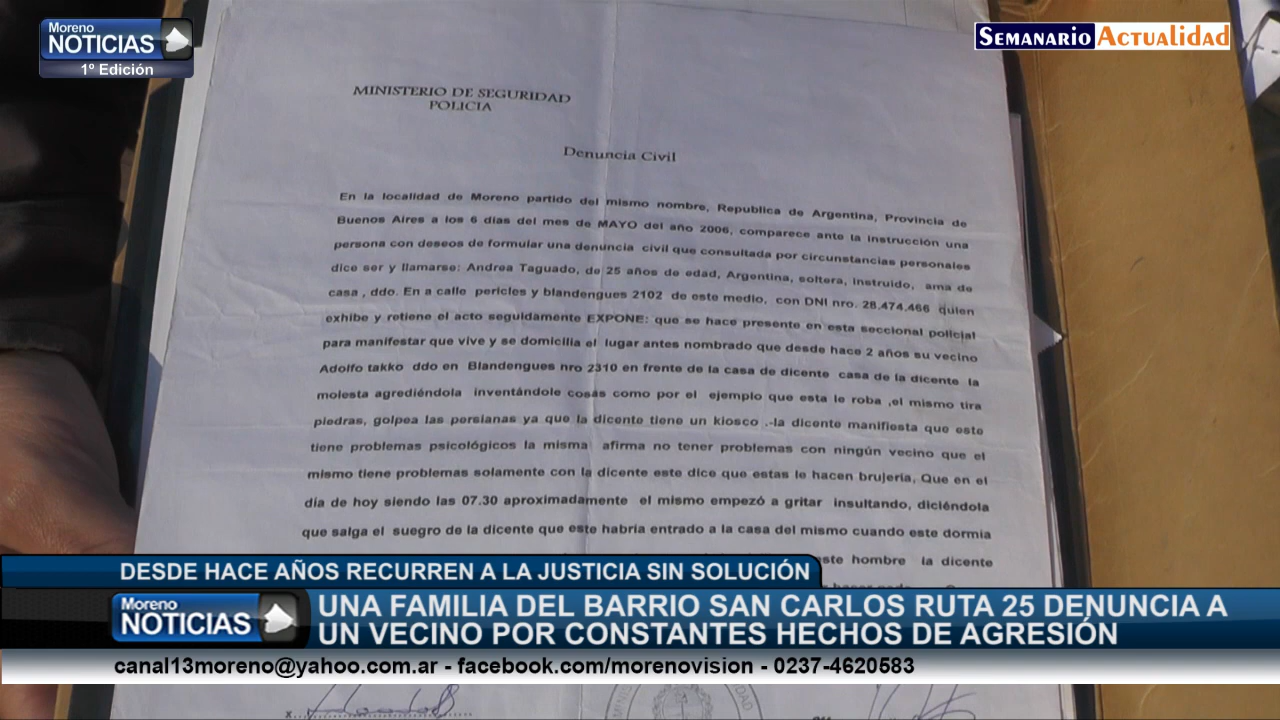 Moreno
NOTICIAS
1º Edición
SEMANARIO ACTUALIDAD
MINISTERIO DE SEGURIDAD
POLICIA
Denuncia Civil
En la localidad de Moreno partido del mismo nombre, Republica de Argentina, Provincia de
Buenos Aires a los 6 dias del mes de MAYO del año 2006, comparece ante la instrucción una
persona con deseos de formular una denuncia civil que consultada por circunstancias personales
dice ser y llamarse: Andrea Taguado, de 25 años de edad, Argentina, soltera, instruido, ama de
casa , ddo. En a calle pericles y blandengues 2102 de este medio, con DNI nro. 28.474.466 quien
exhibe y retiene el acto seguidamente EXPONE: que se hace presente en esta seccional policial
para manifestar que vive y se domicilia el lugar antes nombrado que desde hace 2 años su vecino
Adolfo takko ddo en Blandengues nro 2310 en frente de la casa de dicente casa de la dicente la
molesta agrediéndola inventándole cosas como por el ejemplo que esta le roba ,el mismo tira
piedras, golpea las persianas ya que la dicente tiene un kiosco .-la dicente manifiesta que este
tiene problemas psicológicos la misma afirma no tener problemas con ningún vecino que el
mismo tiene problemas solamente con la dicente este dice que estas le hacen brujería, Que en el
día de hoy siendo las 07.30 aproximadamente el mismo empezó a gritar insultando, diciéndola
que salga el suegro de la dicente que este habría entrado a la casa del mismo cuando este dormia
este hombre la dicente
DESDE HACE AÑOS RECURREN A LA JUSTICIA SIN SOLUCIÓN
Moreno
NOTICIAS
UNA FAMILIA DEL BARRIO SAN CARLOS RUTA 25 DENUNCIA A
UN VECINO POR CONSTANTES HECHOS DE AGRESIÓN
canal13moreno@yahoo.com.ar - facebook.com/morenovision - 0237-4620583